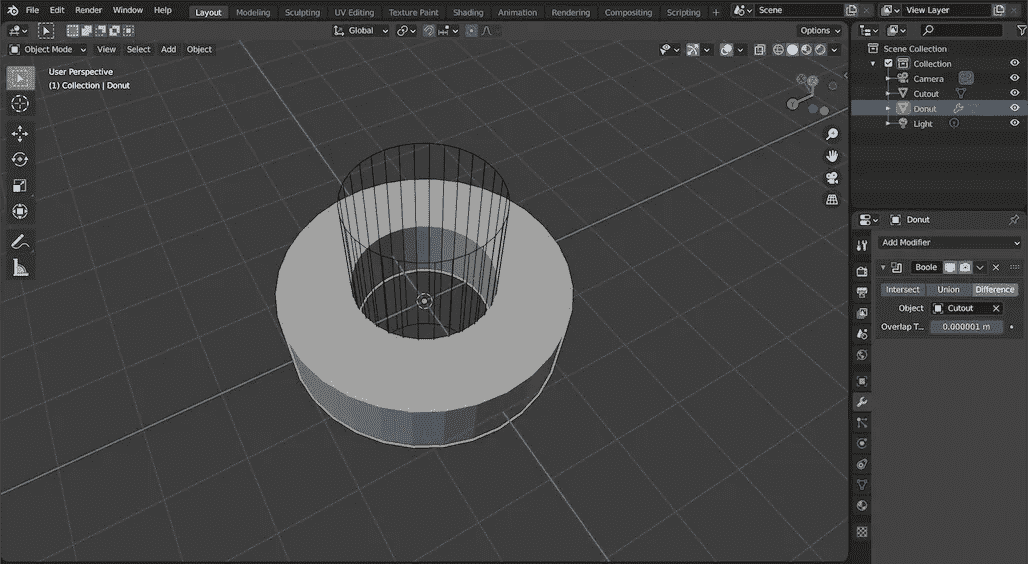 File Edit Render Window Help Layout Modeling Sculpting UV Editing Texture Paint Shading Animation Rendering Compositing Scripting + Scene View Layer
Global Options
Object Mode View Select Add Object
User Perspective
(1) Collection | Donut
Y
Scene Collection
Collection
Camera
Cutout
Donut
Light
Donut
Add Modifier
Boole
Intersect Union Difference
Object Cutout
Overlap T... 0.000001 m